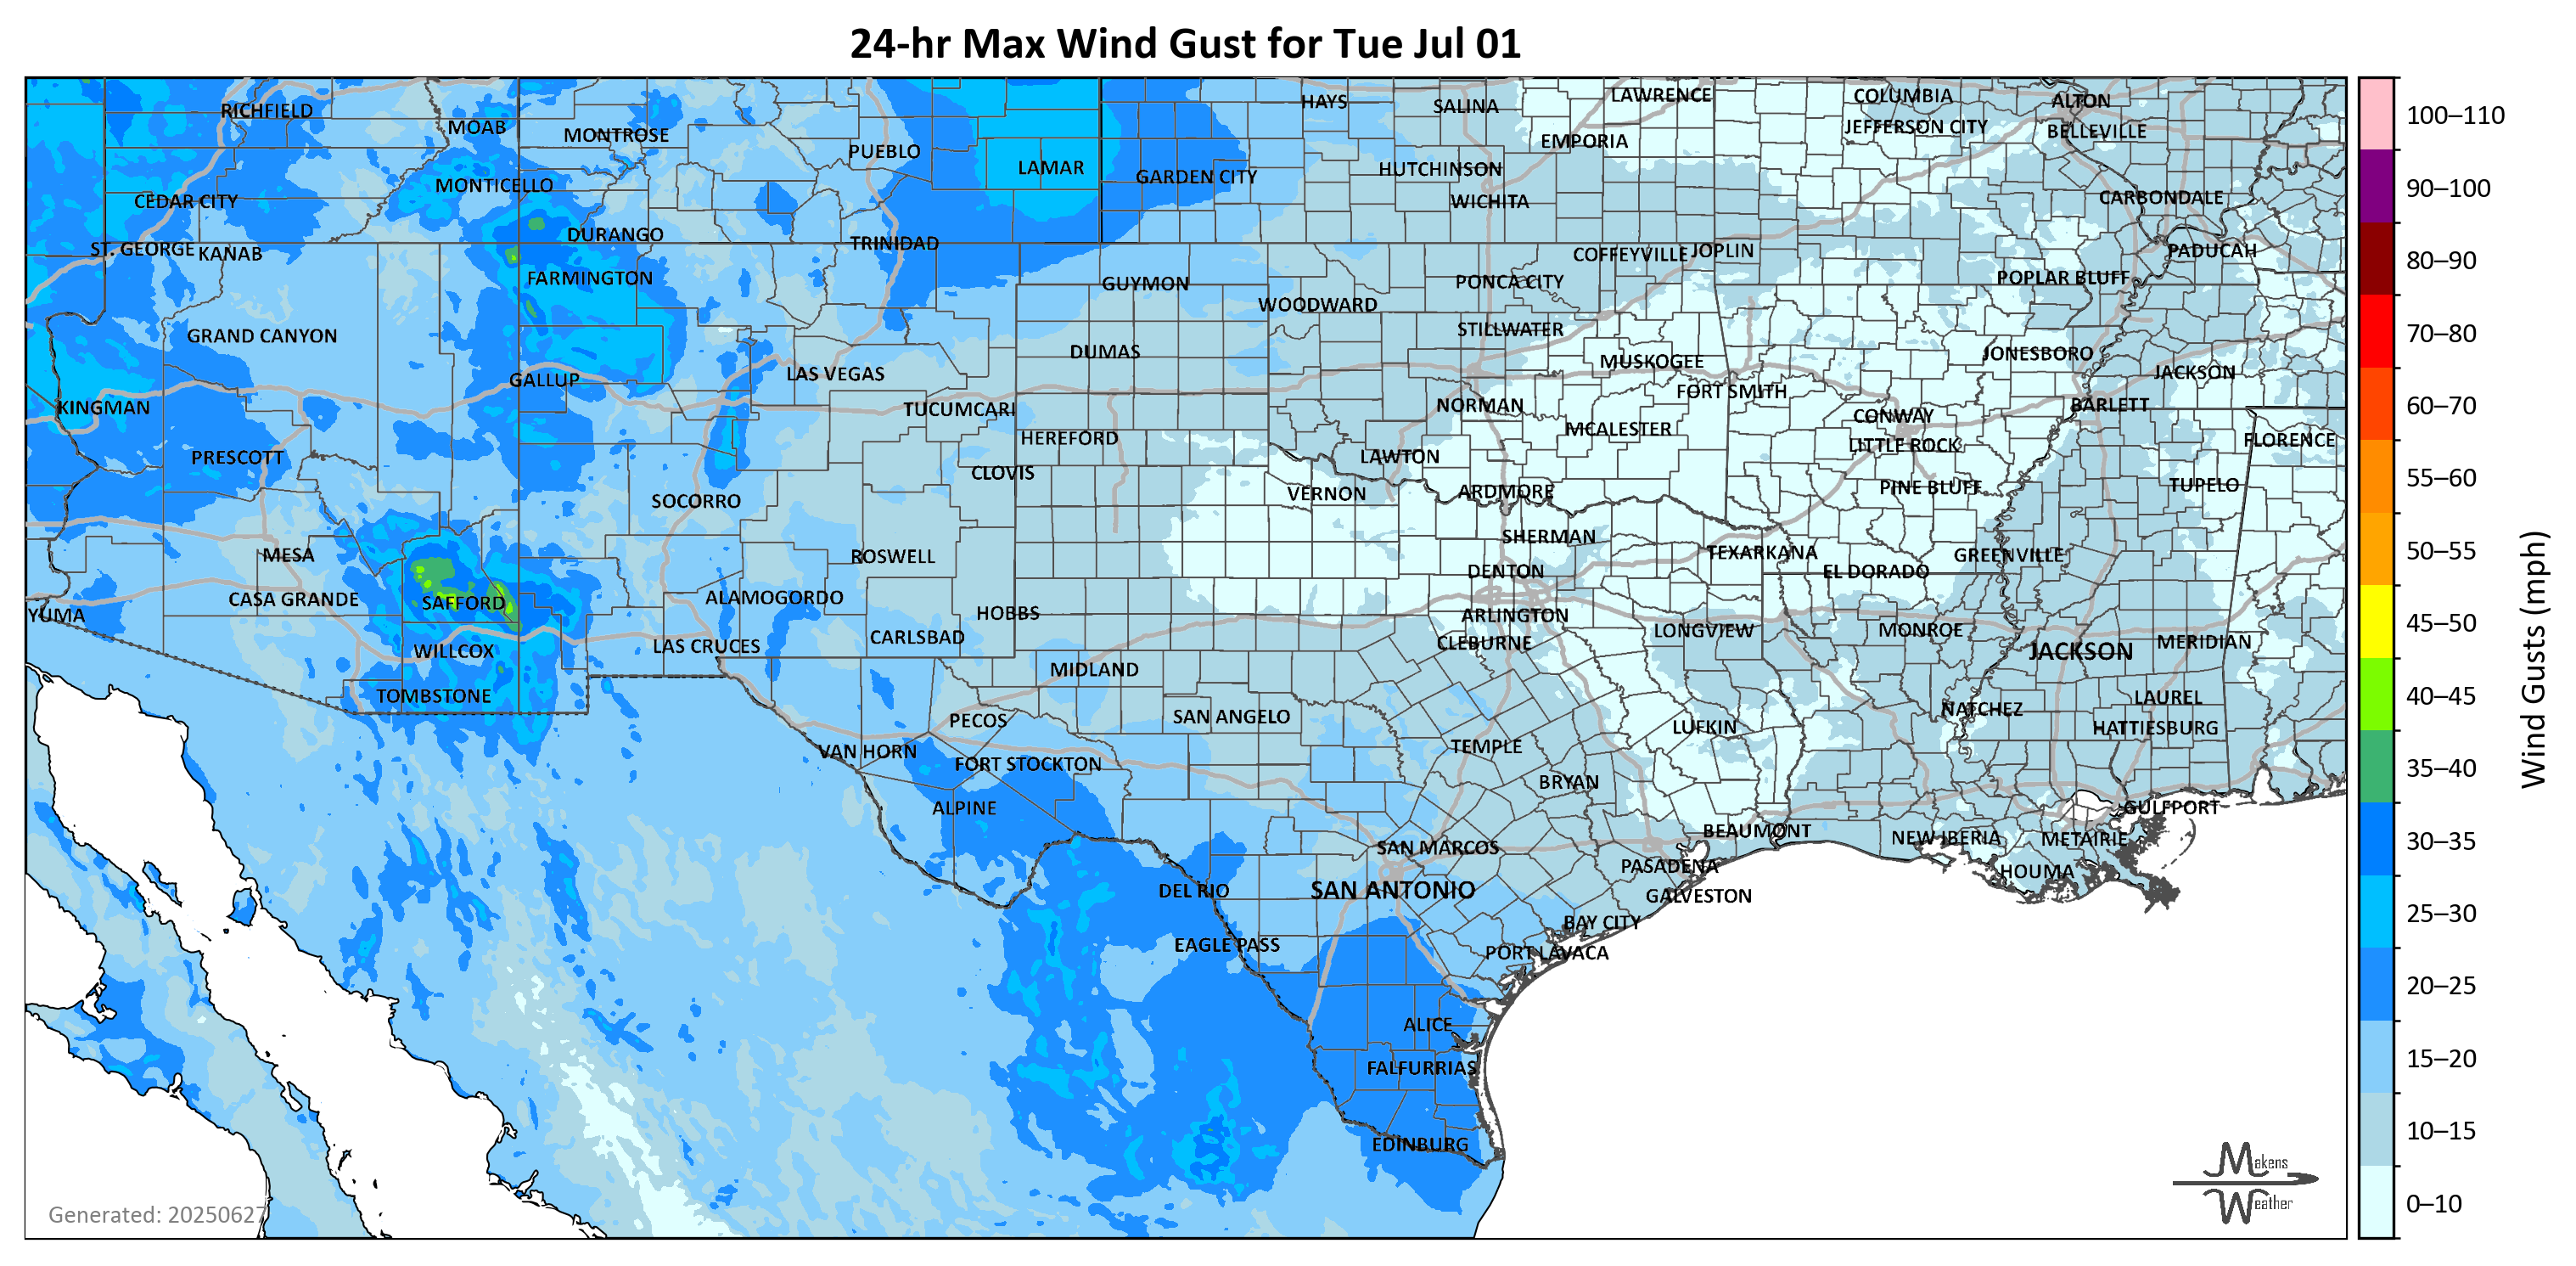 24-hr Max Wind Gust for Tue Jul 01
RICHFIELD
MOAB
MONTROSE
PUEBLO
LAMAR
GARDEN CITY
HAYS
SALINA
LAWRENCE
EMPORIA
HUTCHINSON
WICHITA
COLUMBIA
JEFFERSON CITY
ALTON
BELLEVILLE
CARBONDALE
PADUCAH
MONTICELLO
CEDAR CITY
ST. GEORGE
KANAB
DURANGO
TRINIDAD
FARMINGTON
GUYMON
WOODWARD
PONCA CITY
COFFEYVILLE
JOPLIN
POPLAR BLUFF
GRAND CANYON
DUMAS
STILLWATER
MUSKOGEE
JONESBORO
JACKSON
GALLUP
LAS VEGAS
FORT SMITH
KINGMAN
TUCUMCARI
NORMAN
MCALESTER
CONWAY
LITTLE ROCK
BARLETT
FLORENCE
PRESCOTT
HEREFORD
CLOVIS
LAWTON
SOCORRO
VERNON
ARDMORE
PINE BLUFF
TUPELO
MESA
ROSWELL
SHERMAN
TEXARKANA
GREENVILLE
DENTON
EL DORADO
YUMA
CASA GRANDE
SAFFORD
ALAMOGORDO
HOBBS
ARLINGTON
CLEBURNE
LONGVIEW
MONROE
JACKSON
MERIDIAN
WILLCOX
LAS CRUCES
CARLSBAD
MIDLAND
TOMBSTONE
PECOS
SAN ANGELO
LAUREL
NATCHEZ
HATTIESBURG
LUFKIN
TEMPLE
VAN HORN
FORT STOCKTON
BRYAN
ALPINE
GULFPORT
BEAUMONT
NEW IBERIA
METAIRIE
SAN MARCOS
PASADENA
HOUMA
DEL RIO
SAN ANTONIO
GALVESTON
BAY CITY
EAGLE PASS
PORT LAVACA
ALICE
FALFURRIAS
EDINBURG
Generated: 20250627
Makens
Weather
100–110
90–100
80–90
70–80
60–70
55–60
50–55
45–50
40–45
35–40
30–35
25–30
20–25
15–20
10–15
0–10
Wind Gusts (mph)